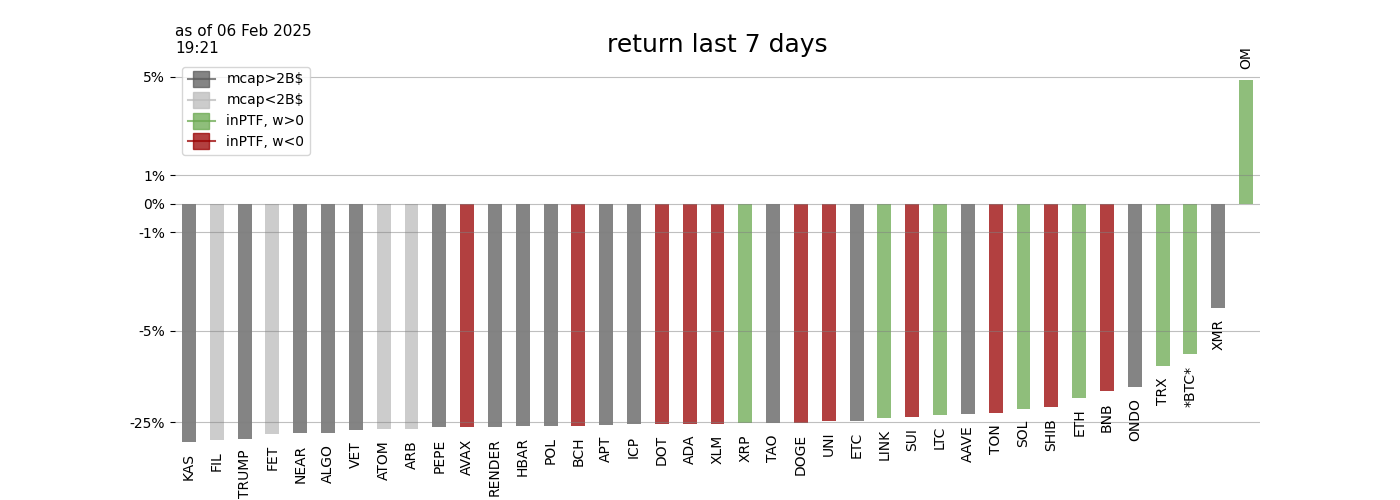 as of 06 Feb 2025
19:21
return last 7 days
mcap>2B$
mcap<2B$
inPTF, w>0
inPTF, w<0
5%
1%
0%
-1%
-5%
-25%
KAS
FIL
TRUMP
FET
NEAR
ALGO
VET
ATOM
ARB
PEPE
AVAX
RENDER
HBAR
POL
BCH
APT
ICP
DOT
ADA
XLM
XRP
TAO
DOGE
UNI
ETC
LINK
SUI
LTC
AAVE
TON
SOL
SHIB
ETH
BNB
ONDO
TRX
*BTC*
XMR
OM